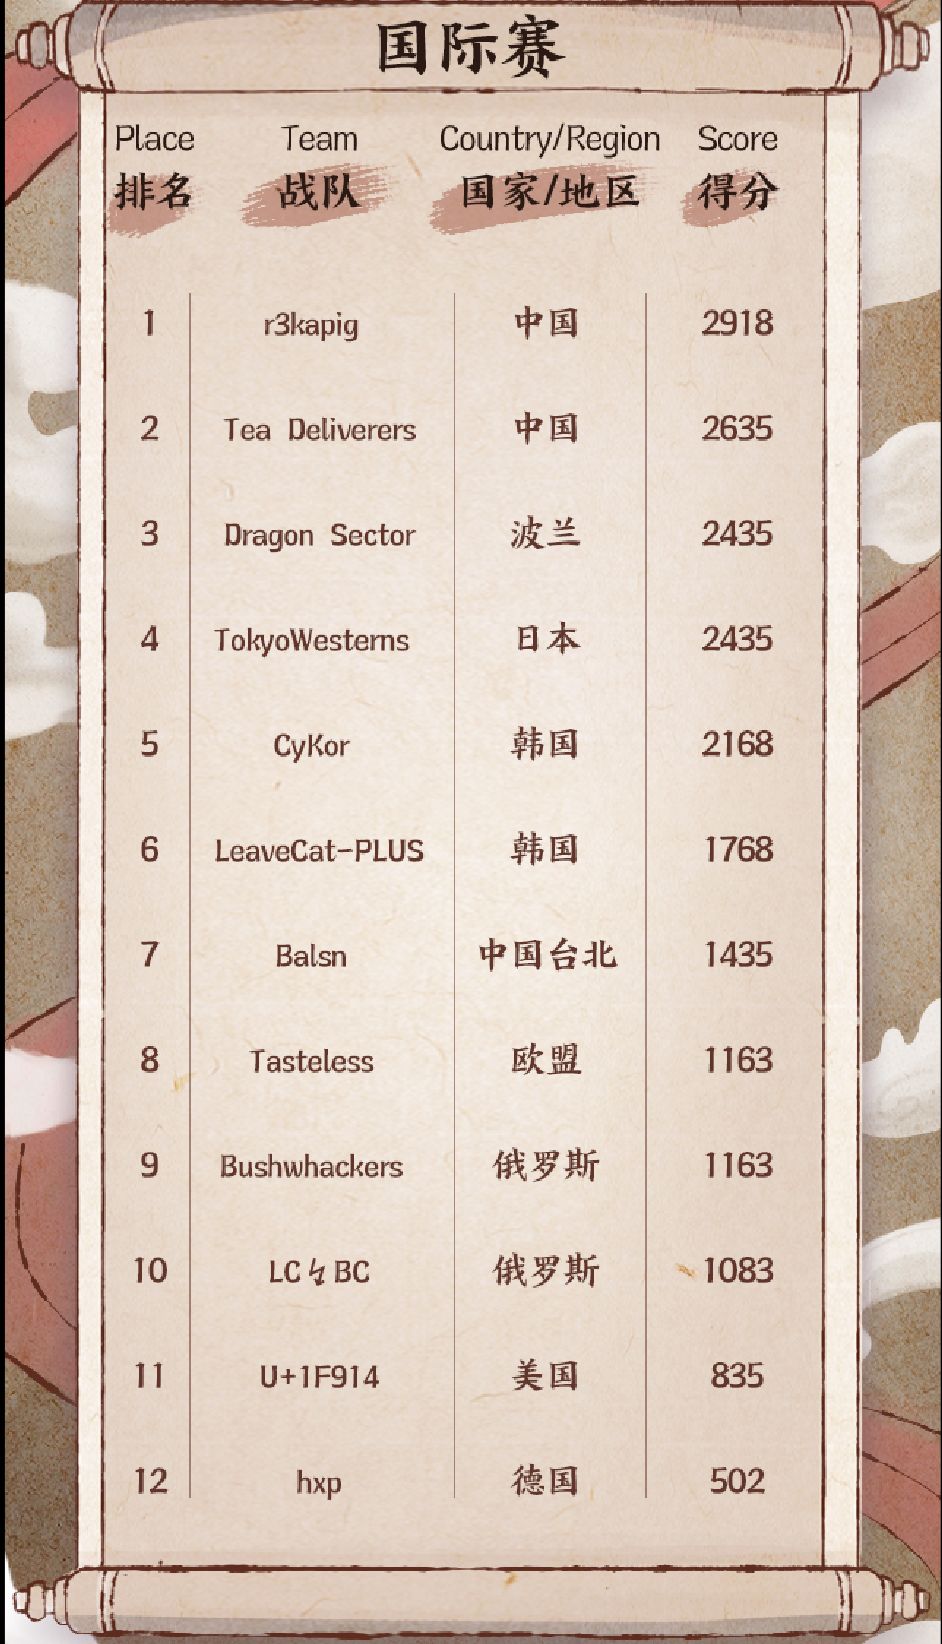 国际赛
Place Team Country/Region Score
排名 战队 国家/地区 得分
1 r3kapig 中国 2918
2 Tea Deliverers 中国 2635
3 Dragon Sector 波兰 2435
4 TokyoWesterns 日本 2435
5 CyKor 韩国 2168
6 LeaveCat-PLUS 韩国 1768
7 Balsn 中国台北 1435
8 Tasteless 欧盟 1163
9 Bushwhackers 俄罗斯 1163
10 LC↯BC 俄罗斯 1083
11 U+1F914 美国 835
12 hxp 德国 502